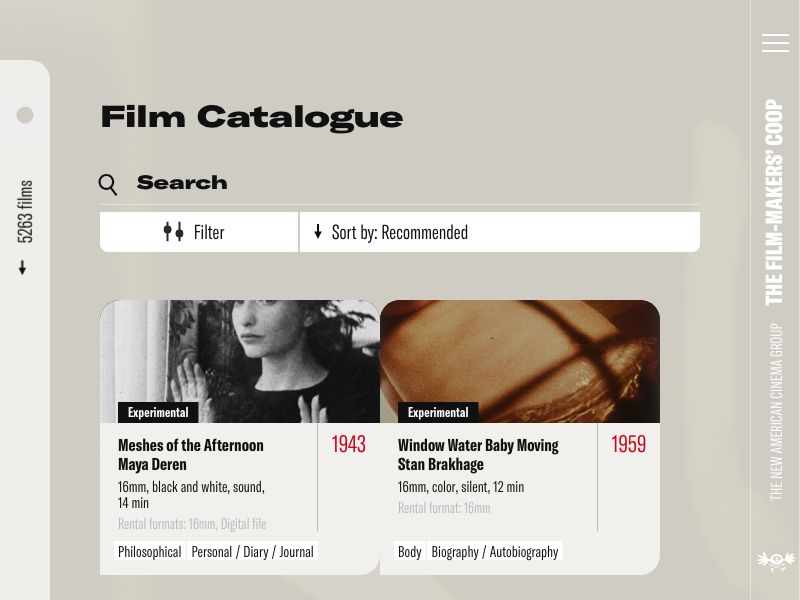 Film Catalogue
Search
Filter
Sort by: Recommended
5263 films
Experimental
Meshes of the Afternoon
Maya Deren
1943
16mm, black and white, sound,
14 min
Rental formats: 16mm, Digital file
Philosophical
Personal / Diary / Journal
Experimental
Window Water Baby Moving
Stan Brakhage
1959
16mm, color, silent, 12 min
Rental format: 16mm
Body
Biography / Autobiography
THE FILM-MAKERS’ COOP
THE NEW AMERICAN CINEMA GROUP